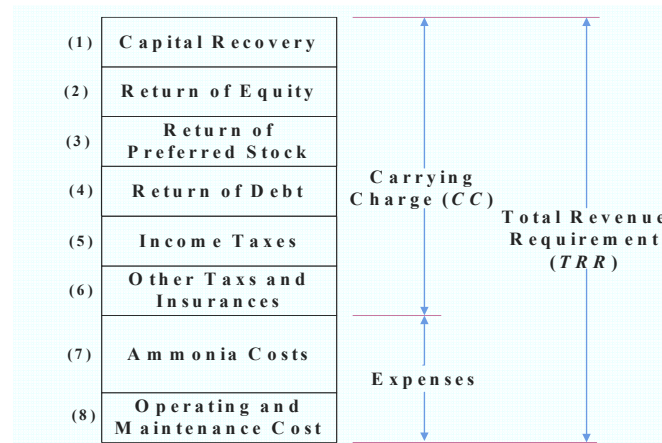 (1) Capital Recovery
(2) Return of Equity
(3) Return of
Preferred Stock
(4) Return of Debt
(5) Income Taxes
(6) Other Taxs and
Insurances
(7) Ammonia Costs
(8) Operating and
Maintenance Cost
Carrying
Charge (CC)
Expenses
Total Revenue
Requirement
(TRR)